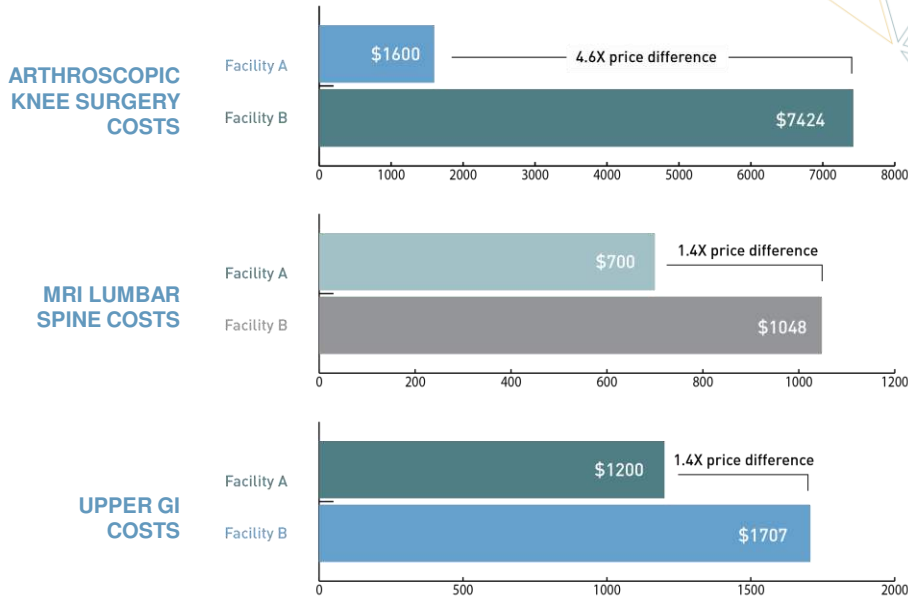 ARTHROSCOPIC
KNEE SURGERY
COSTS
Facility A
$1600
4.6X price difference
Facility B
$7424
0 1000 2000 3000 4000 5000 6000 7000 8000
MRI LUMBAR
SPINE COSTS
Facility A
$700
1.4X price difference
Facility B
$1048
0 200 400 600 800 1000 1200
UPPER GI
COSTS
Facility A
$1200
1.4X price difference
Facility B
$1707
0 500 1000 1500 2000